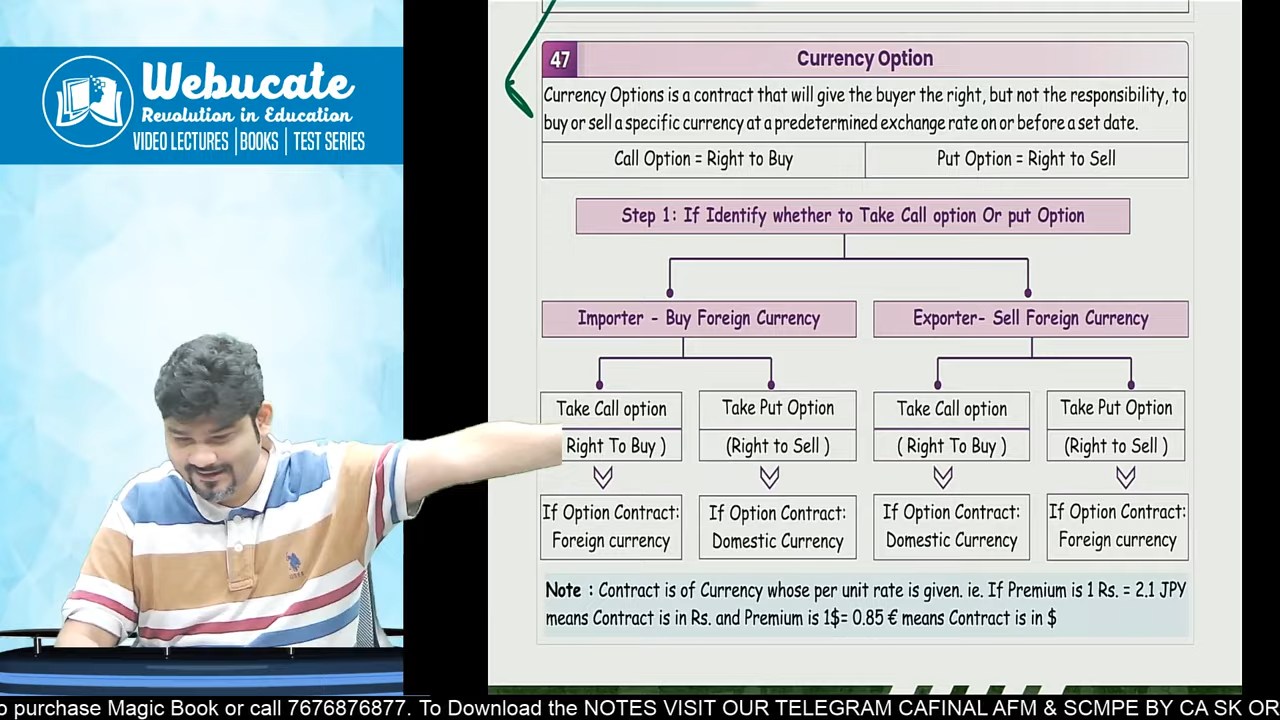 Webucate
Revolution in Education
VIDEO LECTURES | BOOKS | TEST SERIES
47
Currency Option
Currency Options is a contract that will give the buyer the right, but not the responsibility, to
buy or sell a specific currency at a predetermined exchange rate on or before a set date.
Call Option = Right to Buy
Put Option = Right to Sell
Step 1: If Identify whether to Take Call option Or put Option
Importer - Buy Foreign Currency
Exporter- Sell Foreign Currency
Take Call option
Right To Buy )
If Option Contract:
Foreign currency
Take Put Option
(Right to Sell )
If Option Contract:
Domestic Currency
Take Call option
( Right To Buy )
If Option Contract:
Domestic Currency
Take Put Option
(Right to Sell )
If Option Contract:
Foreign currency
Note : Contract is of Currency whose per unit rate is given. ie. If Premium is 1 Rs. = 2.1 JPY
means Contract is in Rs. and Premium is 1$= 0.85 € means Contract is in $
o purchase Magic Book or call 7676876877. To Download the NOTES VISIT OUR TELEGRAM CAFINAL AFM & SCMPE BY CA SK OR